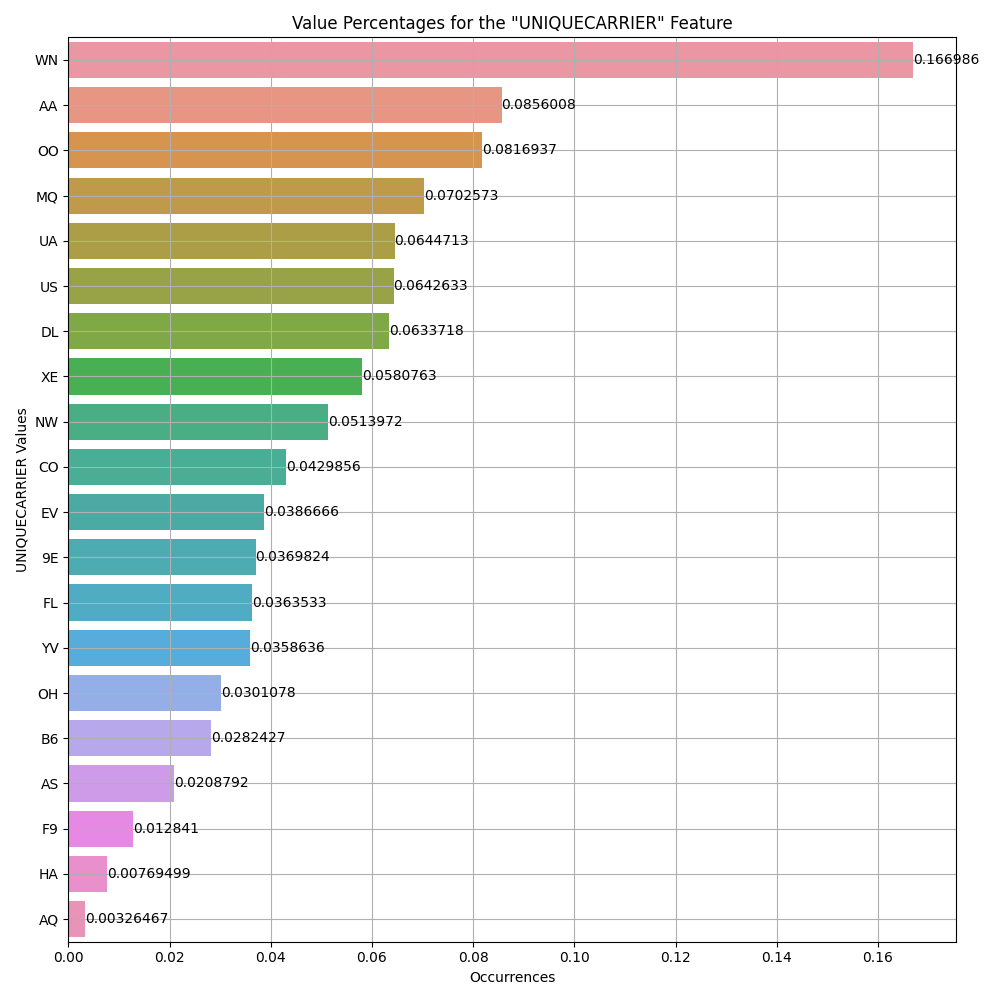 Value Percentages for the "UNIQUECARRIER" Feature
WN 0.166986
AA 0.0856008
OO 0.0816937
MQ 0.0702573
UA 0.0644713
US 0.0642633
DL 0.0633718
XE 0.0580763
NW 0.0513972
CO 0.0429856
EV 0.0386666
9E 0.0369824
FL 0.0363533
YV 0.0358636
OH 0.0301078
B6 0.0282427
AS 0.0208792
F9 0.012841
HA 0.00769499
AQ 0.00326467
UNIQUECARRIER Values
0.00 0.02 0.04 0.06 0.08 0.10 0.12 0.14 0.16
Occurrences